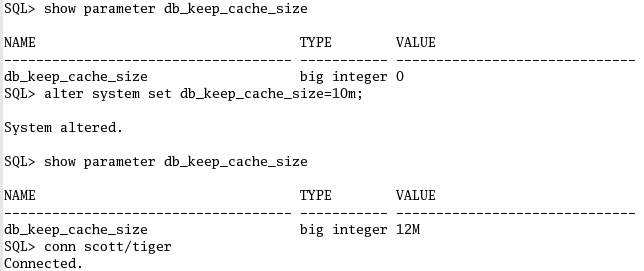 SQL> show parameter db_keep_cache_size
NAME TYPE VALUE
------------------------------------ ----------- ------------------------------
db_keep_cache_size big integer 0
SQL> alter system set db_keep_cache_size=10m;
System altered.
SQL> show parameter db_keep_cache_size
NAME TYPE VALUE
------------------------------------ ----------- ------------------------------
db_keep_cache_size big integer 12M
SQL> conn scott/tiger
Connected.